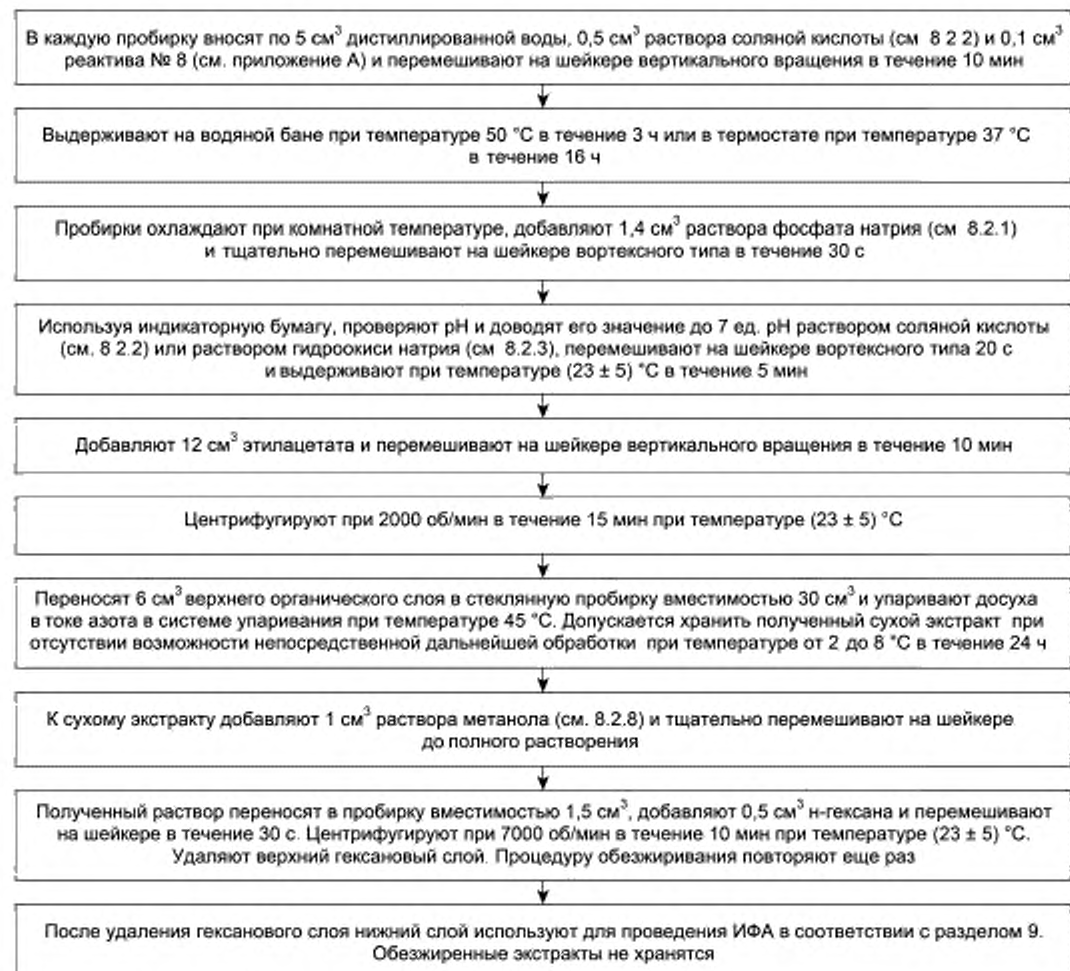 В каждую пробирку вносят по 5 см³ дистиллированной воды, 0,5 см³ раствора соляной кислоты (см 8 2 2) и 0,1 см³
реактива № 8 (см. приложение А) и перемешивают на шейкере вертикального вращения в течение 10 мин
Выдерживают на водяной бане при температуре 50 °С в течение 3 ч или в термостате при температуре 37 °С
в течение 16 ч
Пробирки охлаждают при комнатной температуре, добавляют 1,4 см³ раствора фосфата натрия (см 8.2.1)
и тщательно перемешивают на шейкере вортексного типа в течение 30 с
Используя индикаторную бумагу, проверяют рН и доводят его значение до 7 ед. рН раствором соляной кислоты
(см. 8 2.2) или раствором гидроокиси натрия (см 8.2.3), перемешивают на шейкере вортексного типа 20 с
и выдерживают при температуре (23 ± 5) °С в течение 5 мин
Добавляют 12 см³ этилацетата и перемешивают на шейкере вертикального вращения в течение 10 мин
Центрифугируют при 2000 об/мин в течение 15 мин при температуре (23 ± 5) °С
Переносят 6 см³ верхнего органического слоя в стеклянную пробирку вместимостью 30 см³ и упаривают досуха
в токе азота в системе упаривания при температуре 45 °С. Допускается хранить полученный сухой экстракт при
отсутствии возможности непосредственной дальнейшей обработки при температуре от 2 до 8 °С в течение 24 ч
К сухому экстракту добавляют 1 см³ раствора метанола (см. 8.2.8) и тщательно перемешивают на шейкере
до полного растворения
Полученный раствор переносят в пробирку вместимостью 1,5 см³, добавляют 0,5 см³ н-гексана и перемешивают
на шейкере в течение 30 с. Центрифугируют при 7000 об/мин в течение 10 мин при температуре (23 ± 5) °С.
Удаляют верхний гексановый слой. Процедуру обезжиривания повторяют еще раз
После удаления гексанового слоя нижний слой используют для проведения ИФА в соответствии с разделом 9.
Обезжиренные экстракты не хранятся